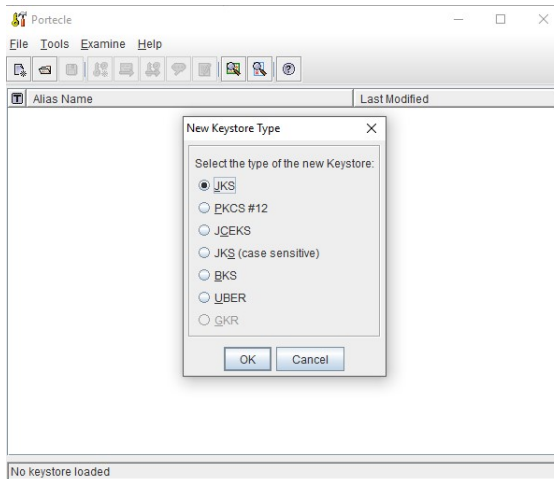 Portecle
File Tools Examine Help
Alias Name Last Modified
New Keystore Type
Select the type of the new Keystore:
JKS
PKCS #12
JCEKS
JKS (case sensitive)
BKS
UBER
GKR
OK Cancel
No keystore loaded